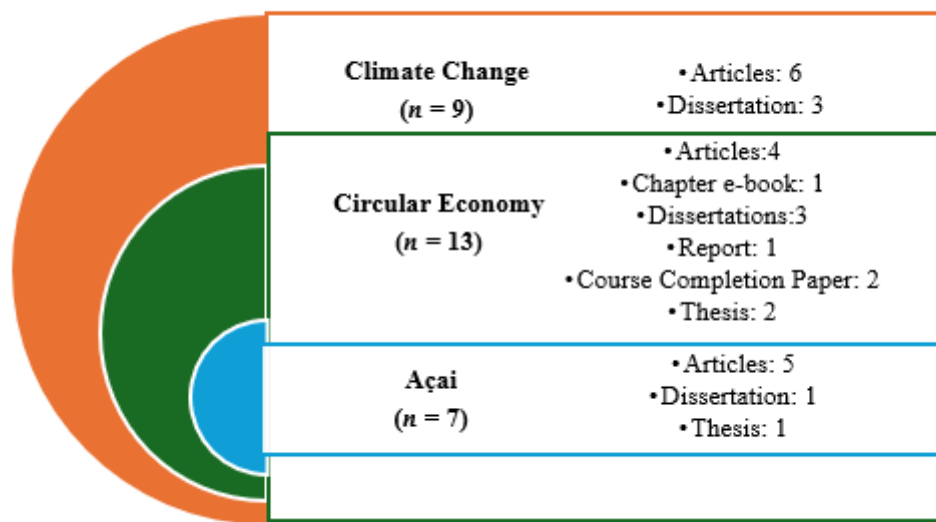 Climate Change
(n = 9)
•Articles: 6
•Dissertation: 3
Circular Economy
(n = 13)
•Articles:4
•Chapter e-book: 1
•Dissertations:3
•Report: 1
•Course Completion Paper: 2
•Thesis: 2
Açai
(n = 7)
•Articles: 5
•Dissertation: 1
•Thesis: 1